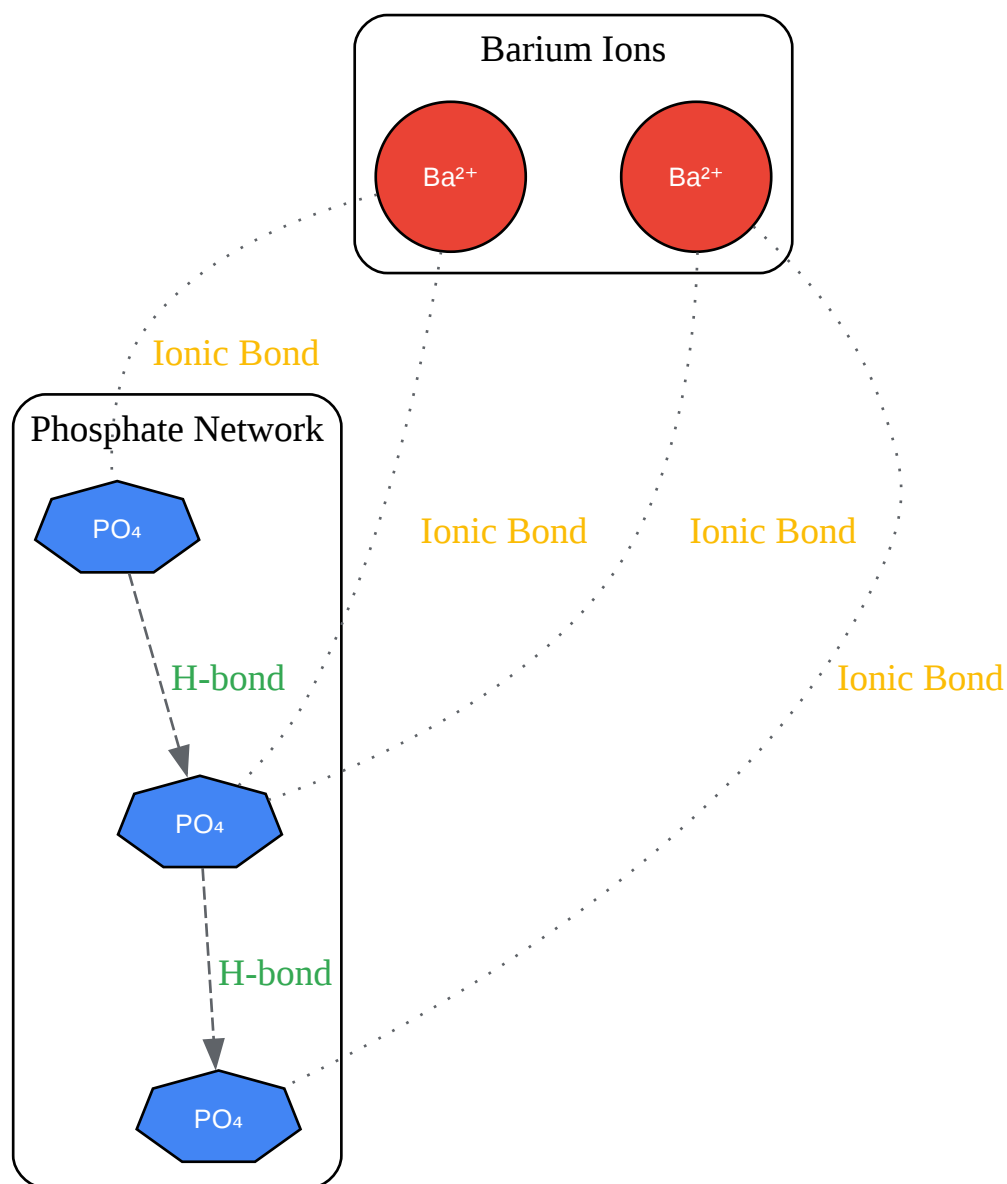 Barium Ions
Ba²⁺
Ba²⁺
Ionic Bond
Phosphate Network
PO₄
Ionic Bond
Ionic Bond
H-bond
Ionic Bond
PO₄
H-bond
PO₄